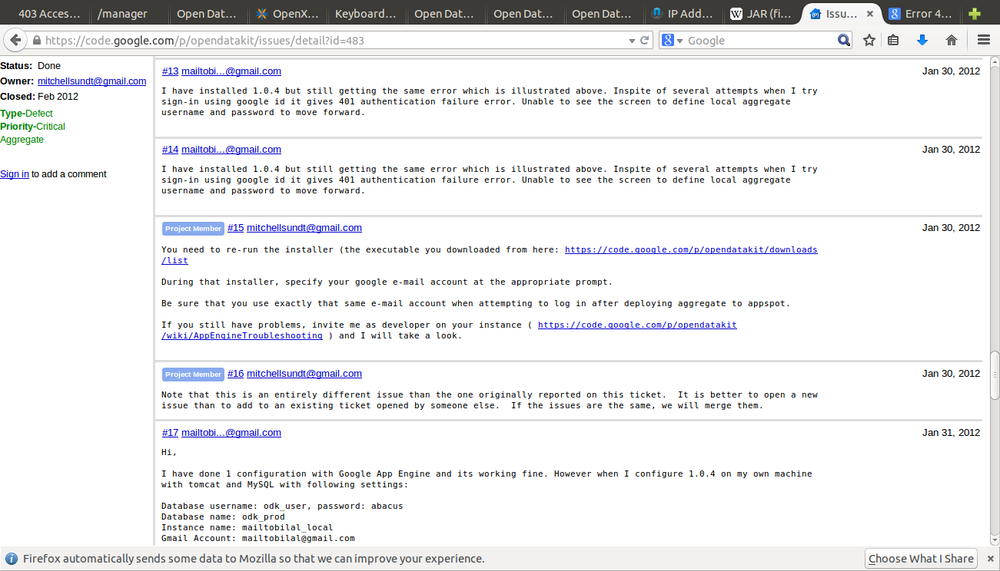 403 Acces...
/manager
Open Dat...
OpenX...
Keyboard...
Open Dat...
Open Dat...
Open Dat...
IP Add...
JAR (fi...
Issu...
Error 4...
https://code.google.com/p/opendatakit/issues/detail?id=483
Google
Status: Done
Owner: mitchellsundt@gmail.com
Closed: Feb 2012
Type-Defect
Priority-Critical
Aggregate
Sign in to add a comment
#13 mailtobi...@gmail.com Jan 30, 2012
I have installed 1.0.4 but still getting the same error which is illustrated above. Inspite of several attempts when I try
sign-in using google id it gives 401 authentication failure error. Unable to see the screen to define local aggregate
username and password to move forward.
#14 mailtobi...@gmail.com Jan 30, 2012
I have installed 1.0.4 but still getting the same error which is illustrated above. Inspite of several attempts when I try
sign-in using google id it gives 401 authentication failure error. Unable to see the screen to define local aggregate
username and password to move forward.
Project Member #15 mitchellsundt@gmail.com Jan 30, 2012
You need to re-run the installer (the executable you downloaded from here: https://code.google.com/p/opendatakit/downloads
/list
During that installer, specify your google e-mail account at the appropriate prompt.
Be sure that you use exactly that same e-mail account when attempting to log in after deploying aggregate to appspot.
If you still have problems, invite me as developer on your instance ( https://code.google.com/p/opendatakit
/wiki/AppEngineTroubleshooting ) and I will take a look.
Project Member #16 mitchellsundt@gmail.com Jan 30, 2012
Note that this is an entirely different issue than the one originally reported on this ticket.  It is better to open a new
issue than to add to an existing ticket opened by someone else.  If the issues are the same, we will merge them.
#17 mailtobi...@gmail.com Jan 31, 2012
Hi,
I have done 1 configuration with Google App Engine and its working fine. However when I configure 1.0.4 on my own machine
with tomcat and MySQL with following settings:
Database username: odk_user, password: abacus
Database name: odk_prod
Instance name: mailtobilal_local
Gmail Account: mailtobilal@gmail.com
Firefox automatically sends some data to Mozilla so that we can improve your experience.
Choose What I Share